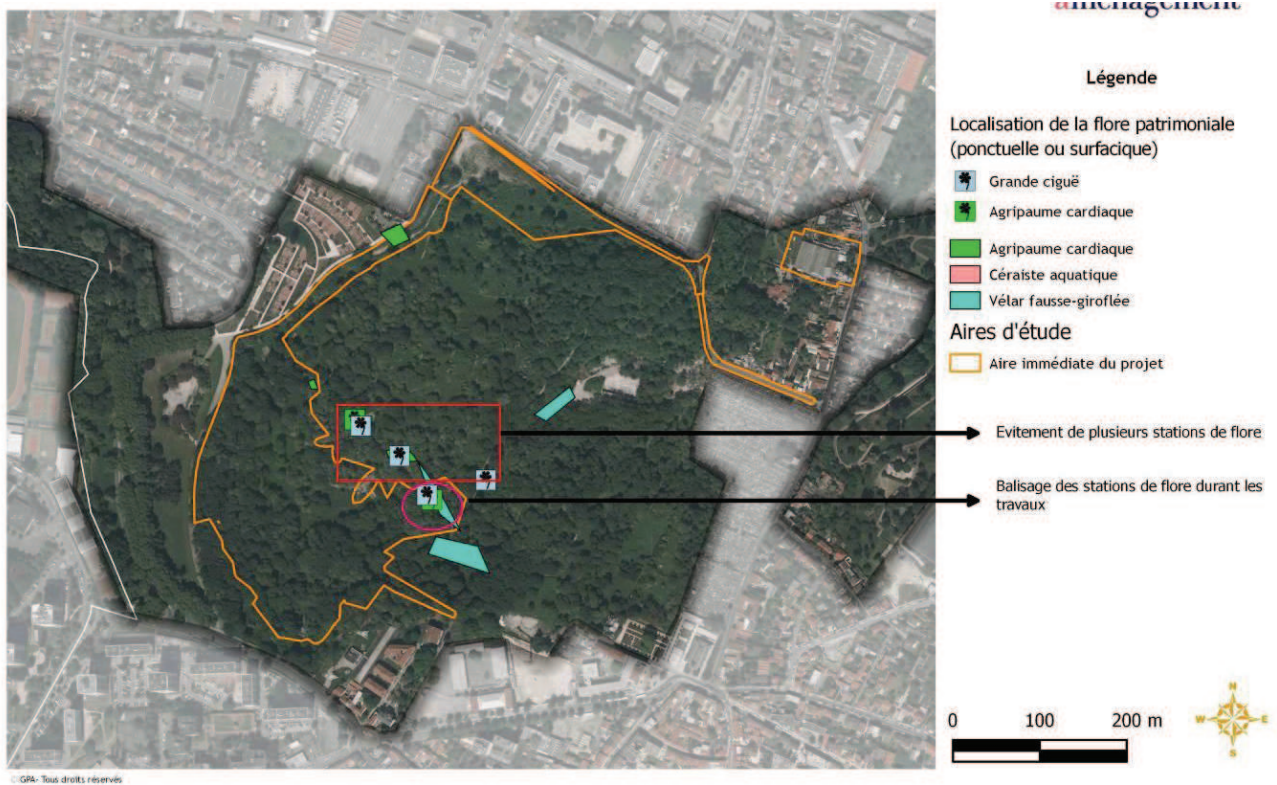 aménagement
Légende
Localisation de la flore patrimoniale
(ponctuelle ou surfacique)
Grande ciguë
Agripaume cardiaque
Agripaume cardiaque
Céraiste aquatique
Vélar fausse-giroflée
Aires d'étude
Aire immédiate du projet
Evitement de plusieurs stations de flore
Balisage des stations de flore durant les
travaux
0 100 200 m
N
W E
S
© GPA- Tous droits réservés